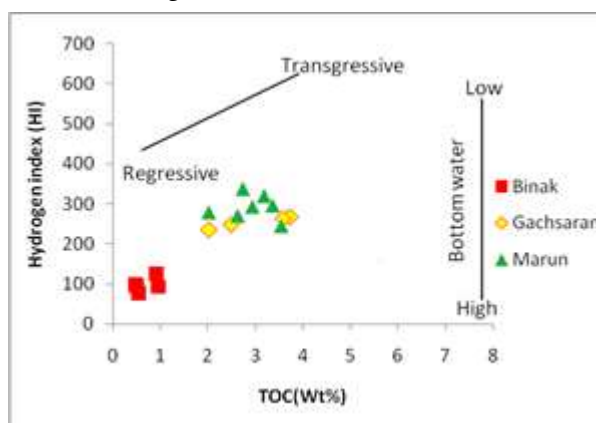 700
600
500
400
300
200
100
0
Hydrogen index (HI)
Transgressive
Regressive
Low
Bottom water
High
Binak
Gachsaran
Marun
0 1 2 3 4 5 6 7 8
TOC(Wt%)